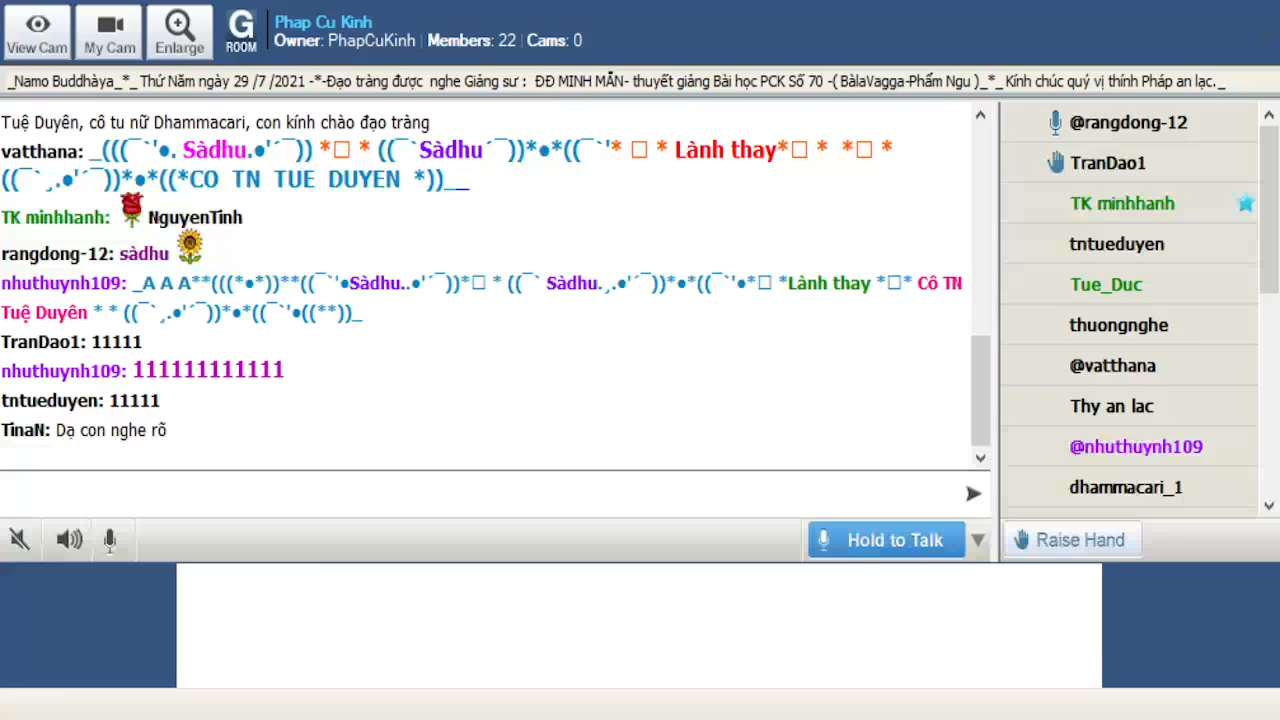 View Cam
My Cam
Enlarge
G
ROOM
Phap Cu Kinh
Owner: PhapCuKinh | Members: 22 | Cams: 0
_Namo Buddhàya_*_ Thứ Năm ngày 29 /7 /2021 -*-Đạo tràng được nghe Giảng sư : ĐĐ MINH MẪN- thuyết giảng Bài học PCK Số 70 -( BàlaVagga-Phẩm Ngu )_*_ Kính chúc quý vị thính Pháp an lạc._
Tuệ Duyên, cô tu nữ Dhammacari, con kính chào đạo tràng
vatthana: _(((¯`'•. Sàdhu.•'´¯)) *□ * ((¯`Sàdhu´¯))*•*((¯`'* □ * Lành thay*□ * *□ *
((¯`¸.•'´¯))*•*((*CO TN TUE DUYEN *))__
TK minhhanh: NguyenTinh
rangdong-12: sàdhu
nhuthuynh109: _A A A**(((*•*))**((¯`'•Sàdhu..•'´¯))*□ * ((¯` Sàdhu.¸.•'´¯))*•*((¯`'•*□ *Lành thay *□* Cô TN
Tuệ Duyên * * ((¯`¸.•'´¯))*•*((¯`'•((**))_
TranDao1: 11111
nhuthuynh109: 111111111111
tntueduyen: 11111
TinaN: Dạ con nghe rõ
Hold to Talk
@rangdong-12
TranDao1
TK minhhanh
tntueduyen
Tue_Duc
thuongnghe
@vatthana
Thy an lac
@nhuthuynh109
dhammacari_1
Raise Hand